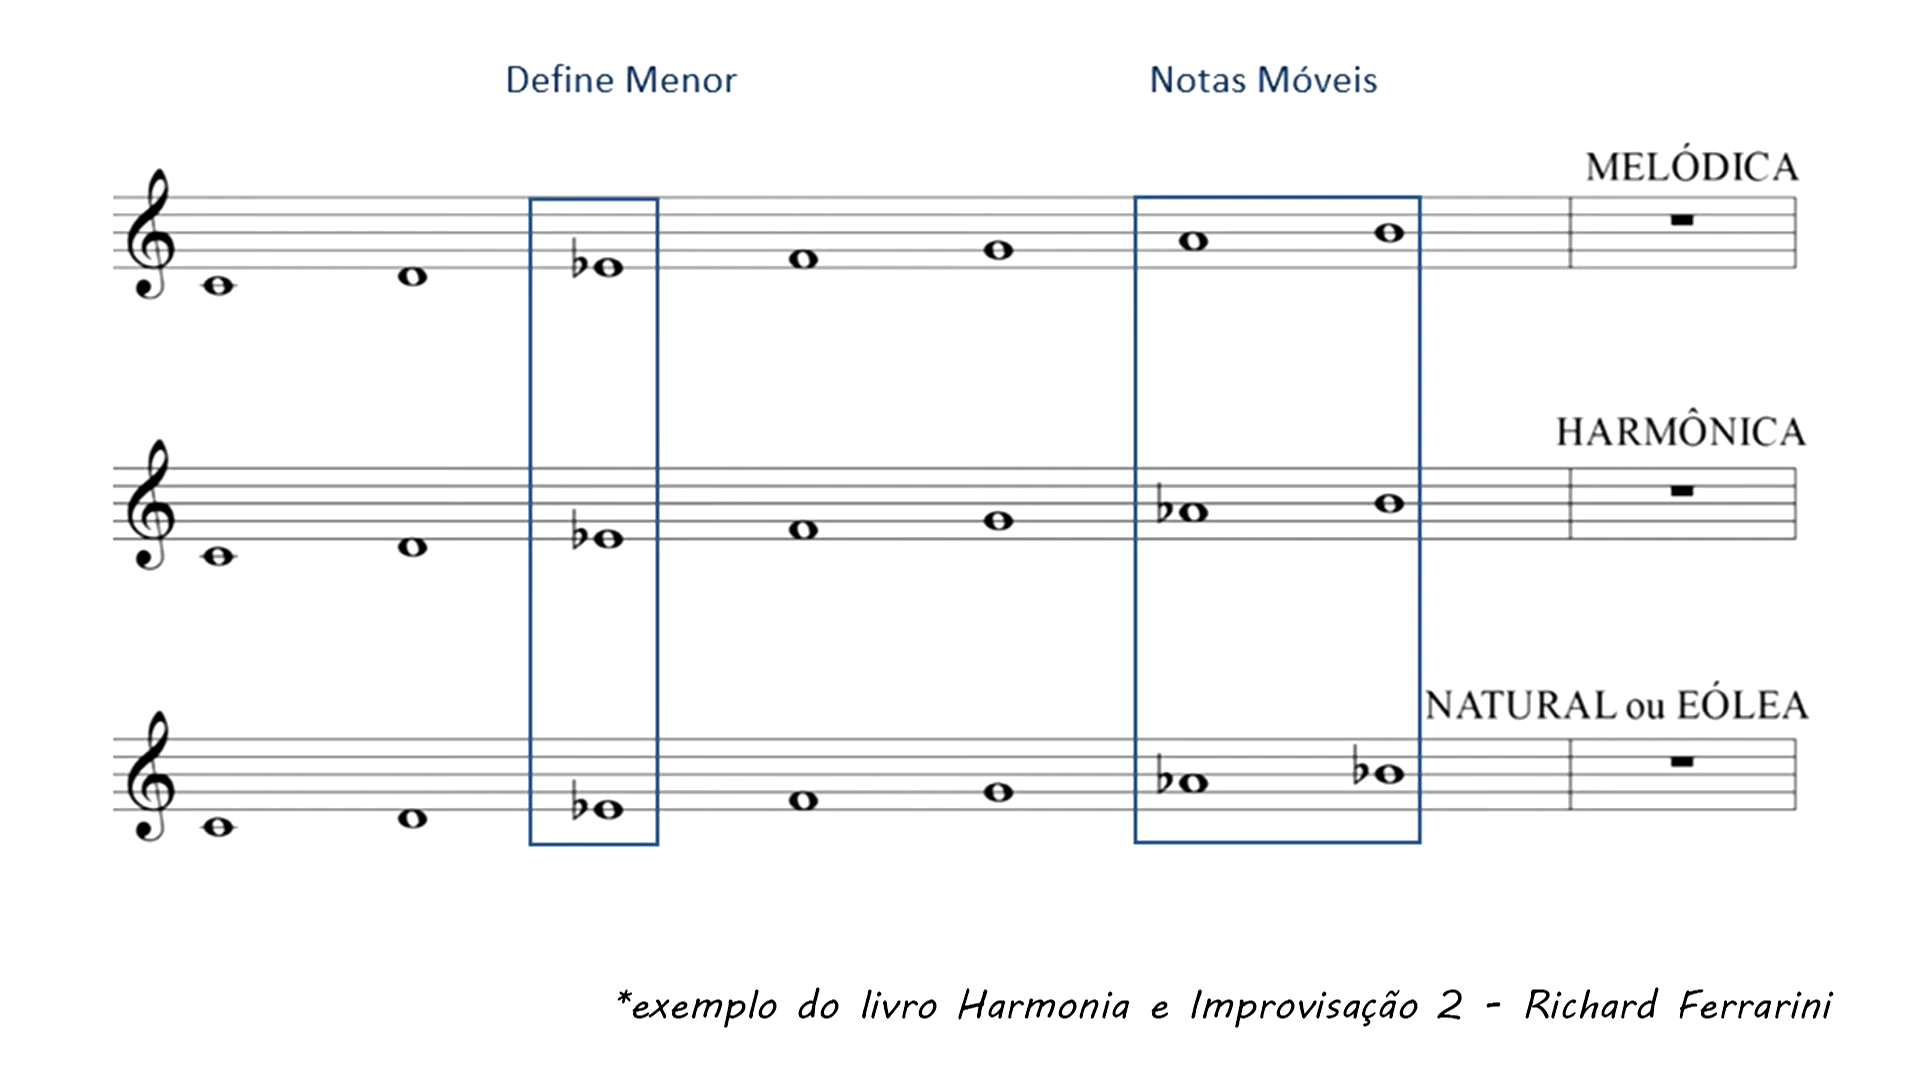 Define Menor
Notas Móveis
MELÓDICA
HARMÔNICA
NATURAL ou EÓLEA
*exemplo do livro Harmonia e Improvisação 2 - Richard Ferrarini